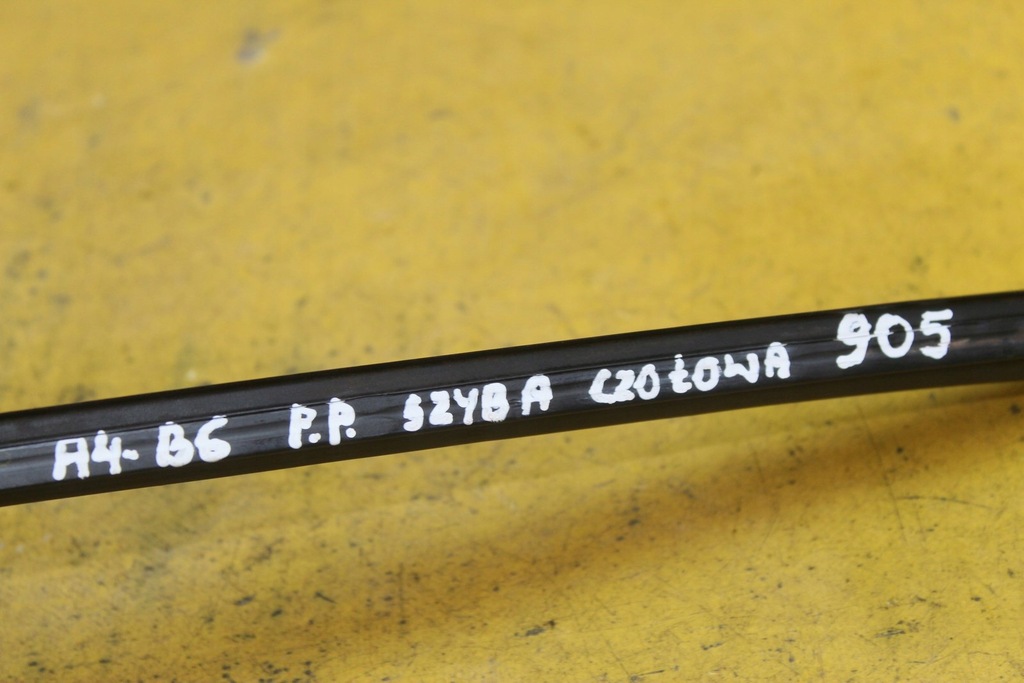 A4-B6 P.P. SZYBA CZOŁOWA 905